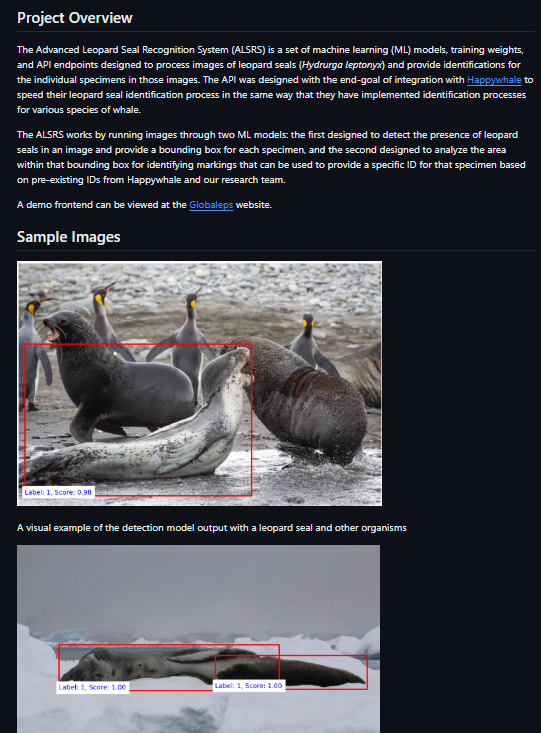 Project Overview
The Advanced Leopard Seal Recognition System (ALSRS) is a set of machine learning (ML) models, training weights,
and API endpoints designed to process images of leopard seals (Hydrurga leptonyx) and provide identifications for
the individual specimens in those images. The API was designed with the end-goal of integration with Happywhale to
speed their leopard seal identification process in the same way that they have implemented identification processes
for various species of whale.
The ALSRS works by running images through two ML models: the first designed to detect the presence of leopard
seals in an image and provide a bounding box for each specimen, and the second designed to analyze the area
within that bounding box for identifying markings that can be used to provide a specific ID for that specimen based
on pre-existing IDs from Happywhale and our research team.
A demo frontend can be viewed at the Globaleps website.
Sample Images
Label: 1, Score: 0.98
A visual example of the detection model output with a leopard seal and other organisms
Label: 1, Score: 1.00
Label: 1, Score: 1.00